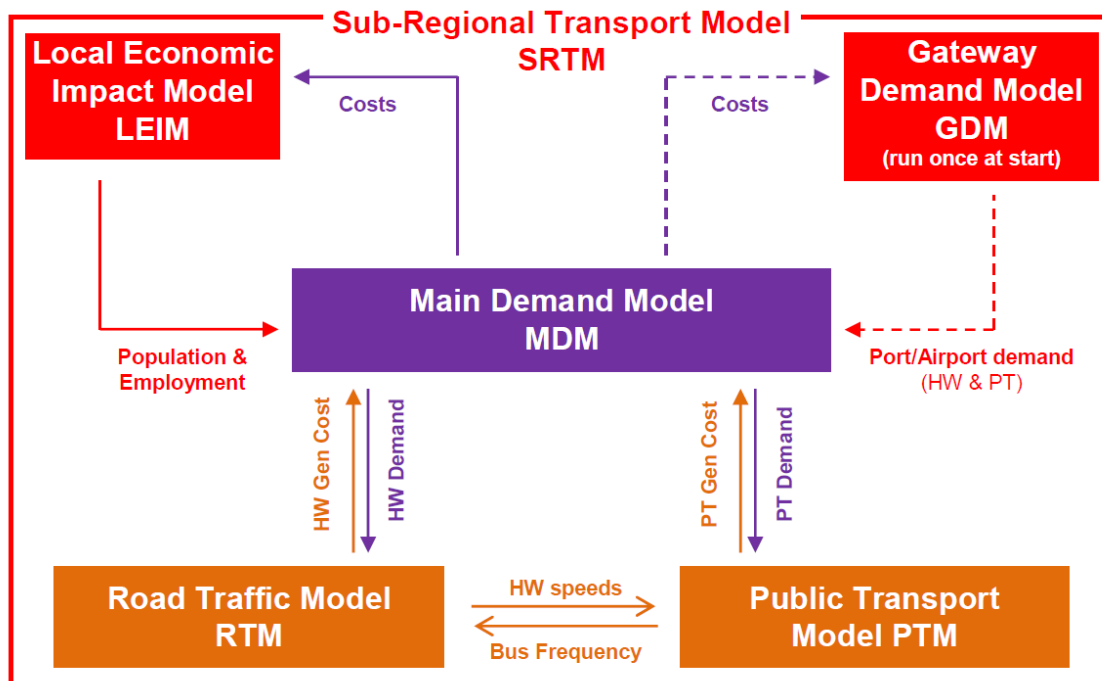 Sub-Regional Transport Model
SRTM
Local Economic
Impact Model
LEIM
Costs
Costs
Gateway
Demand Model
GDM
(run once at start)
Main Demand Model
MDM
Population &
Employment
Port/Airport demand
(HW & PT)
HW Gen Cost
HW Demand
PT Gen Cost
PT Demand
Road Traffic Model
RTM
HW speeds
Bus Frequency
Public Transport
Model PTM